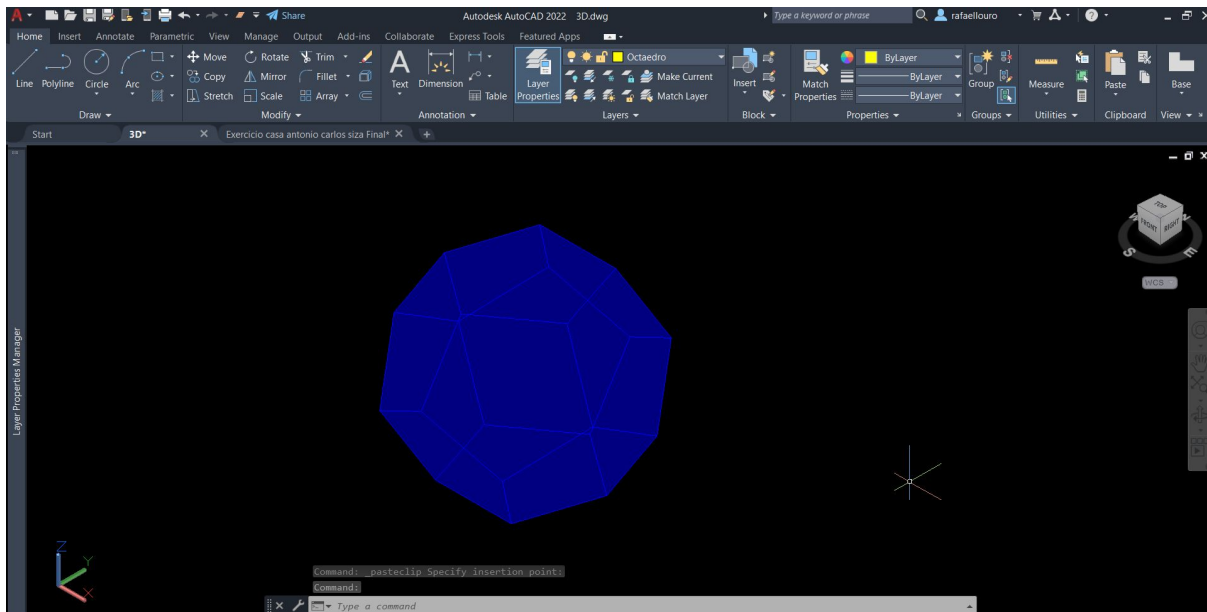 A Share Autodesk AutoCAD 2022 3D.dwg Type a keyword or phrase rafaellouro
Home Insert Annotate Parametric View Manage Output Add-ins Collaborate Express Tools Featured Apps
Line Polyline Circle Arc
Move Rotate Trim
Copy Mirror Fillet
Stretch Scale Array
Text Dimension Table
Layer Properties
Octaedro
Make Current
Match Layer
Insert
Match Properties
ByLayer
ByLayer
ByLayer
Group
Measure
Paste
Base
Draw Modify Annotation Layers Block Properties Groups Utilities Clipboard View
Start 3D* Exercicio casa antonio carlos siza Final*
Layer Properties Manager
TOP
FRONT RIGHT
W N
S E
WCS
Z
Y
X
Command: _pasteclip Specify insertion point:
Command:
Type a command